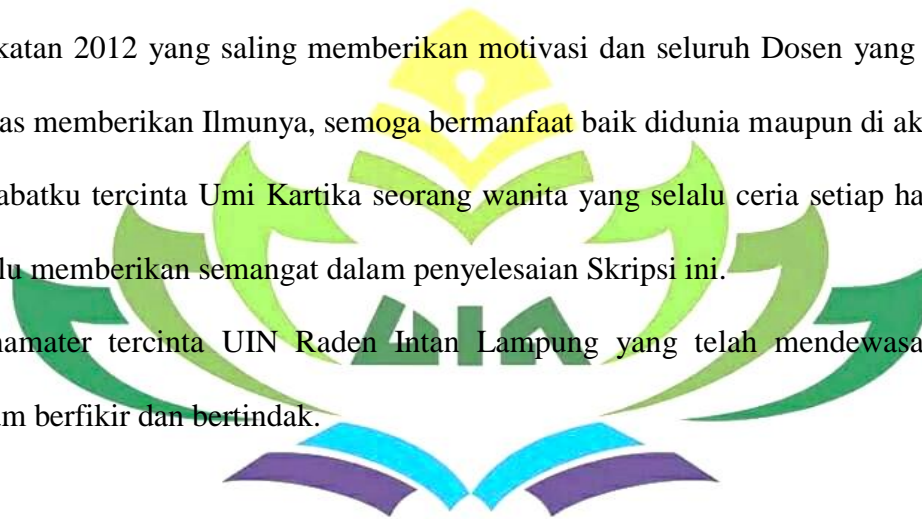 katan 2012 yang saling memberikan motivasi dan seluruh Dosen yang
as memberikan Ilmunya, semoga bermanfaat baik didunia maupun di ak
abatku tercinta Umi Kartika seorang wanita yang selalu ceria setiap ha
lu memberikan semangat dalam penyelesaian Skripsi ini.
namater tercinta UIN Raden Intan Lampung yang telah mendewasa
m berfikir dan bertindak.
UIN